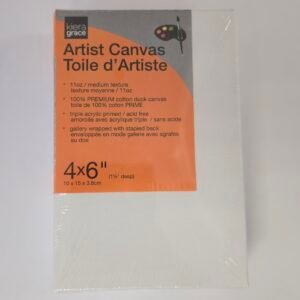 kiera
grace
Artist Canvas
Toile d'Artiste
11oz / medium texture
texture moyenne / 11oz
100% PREMIUM cotton duck canvas
toile de 100% coton PRIME
triple acrylic primed / acid free
amorcée avec acrylique triple / sans acide
gallery wrapped with stapled back
enveloppée en mode gallerie avec agrafes
au dos
4x6" (1½" deep)
10 x 15 x 3.8cm